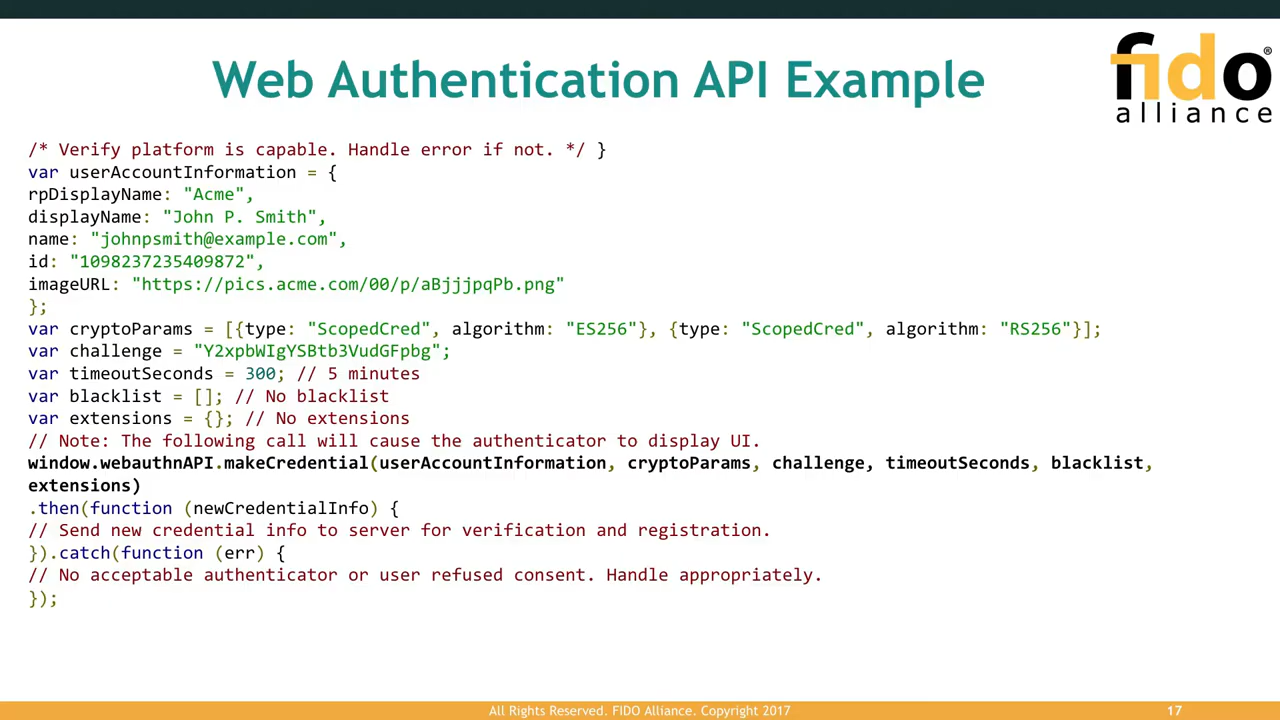 Web Authentication API Example
fido®
alliance
/* Verify platform is capable. Handle error if not. */ }
var userAccountInformation = {
rpDisplayName: "Acme",
displayName: "John P. Smith",
name: "johnpsmith@example.com",
id: "1098237235409872",
imageURL: "https://pics.acme.com/00/p/aBjjjpqPb.png"
};
var cryptoParams = [{type: "ScopedCred", algorithm: "ES256"}, {type: "ScopedCred", algorithm: "RS256"}];
var challenge = "Y2xpbWIgYSBtb3VudGFpbg";
var timeoutSeconds = 300; // 5 minutes
var blacklist = []; // No blacklist
var extensions = {}; // No extensions
// Note: The following call will cause the authenticator to display UI.
window.webauthnAPI.makeCredential(userAccountInformation, cryptoParams, challenge, timeoutSeconds, blacklist,
extensions)
.then(function (newCredentialInfo) {
// Send new credential info to server for verification and registration.
}).catch(function (err) {
// No acceptable authenticator or user refused consent. Handle appropriately.
});
All Rights Reserved. FIDO Alliance. Copyright 2017
17